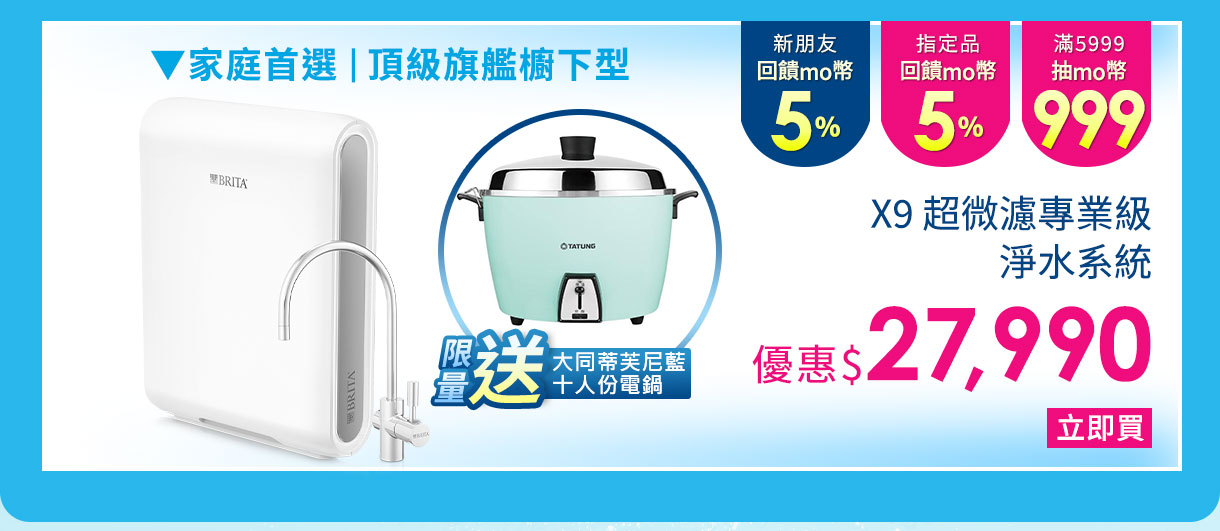 ▼家庭首選 | 頂級旗艦櫥下型
新朋友
回饋mo幣
5%
指定品
回饋mo幣
5%
滿5999
抽mo幣
999
BRITA
BRITA
BRITA
TATUNG
限量送
大同蒂芙尼藍
十人份電鍋
X9 超微濾專業級
淨水系統
優惠$27,990
立即買